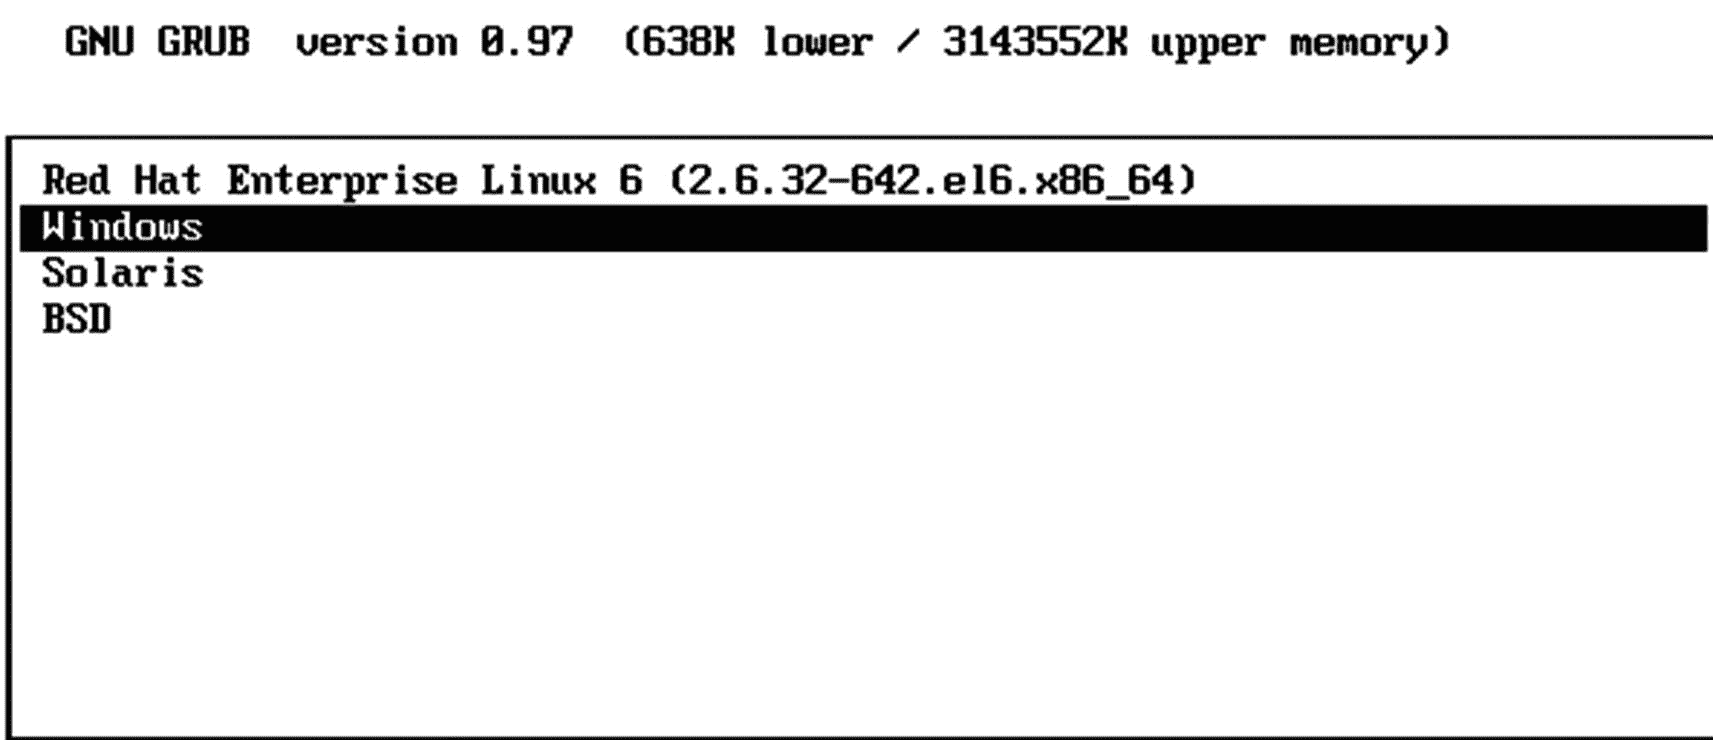 GNU GRUB version 0.97 (638K lower / 3143552K upper memory)
Red Hat Enterprise Linux 6 (2.6.32-642.el6.x86_64)
Windows
Solaris
BSD